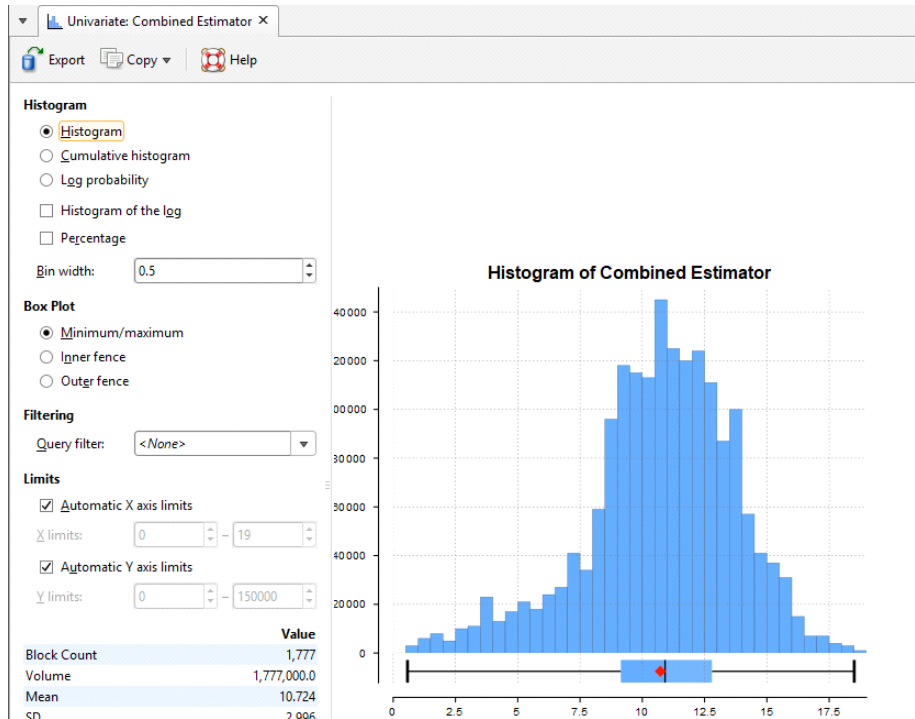 Univariate: Combined Estimator
Export Copy Help
Histogram
Histogram
Cumulative histogram
Log probability
Histogram of the log
Percentage
Bin width: 0.5
Box Plot
Minimum/maximum
Inner fence
Outer fence
Filtering
Query filter: <None>
Limits
Automatic X axis limits
X limits: 0 – 19
Automatic Y axis limits
Y limits: 0 – 150000
Value
Block Count 1,777
Volume 1,777,000.0
Mean 10.724
SD 2.996
Histogram of Combined Estimator
40000
20000
00000
80000
60000
40000
20000
0
0 2.5 5 7.5 10 12.5 15 17.5